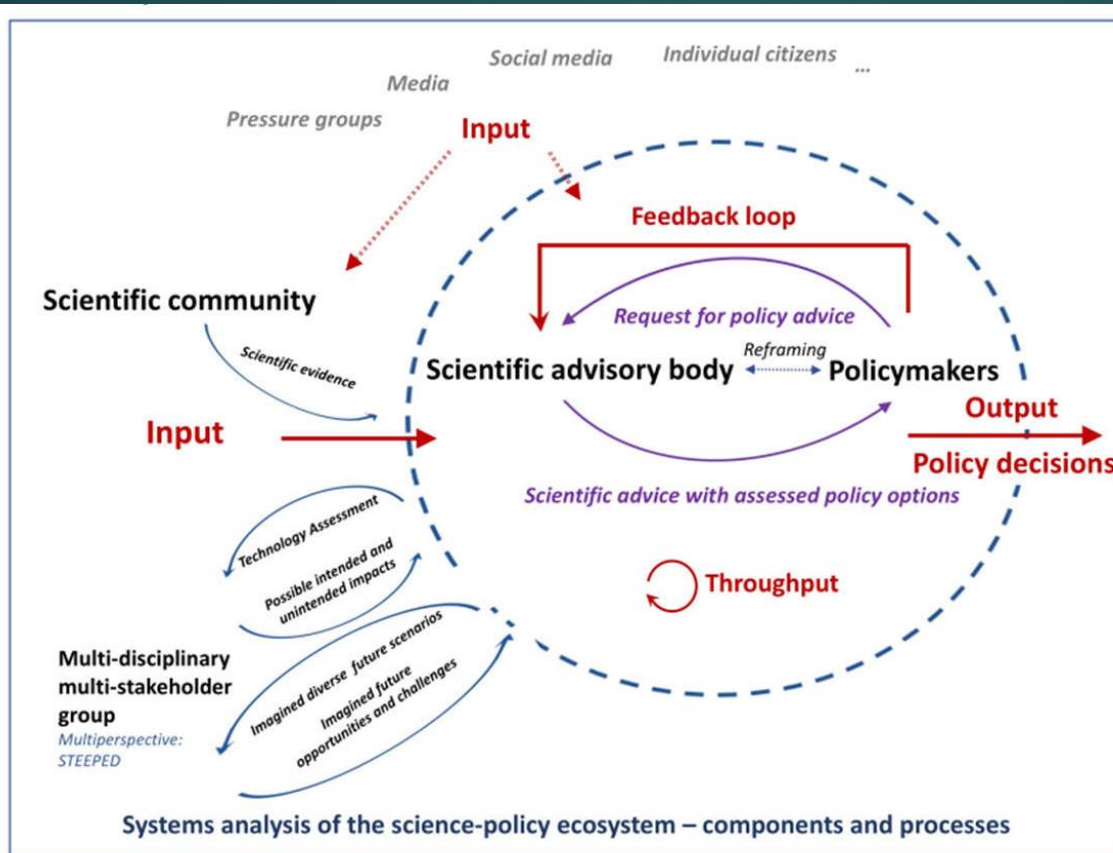 Social media
Individual citizens
...
Media
Pressure groups
Input
Feedback loop
Scientific community
Request for policy advice
Scientific evidence
Reframing
Scientific advisory body
Policymakers
Input
Output
Policy decisions
Scientific advice with assessed policy options
Technology Assessment
Possible intended and
unintended impacts
Throughput
Multi-disciplinary
multi-stakeholder
group
Multiperspective:
STEEPED
Imagined diverse future scenarios
Imagined future
opportunities and challenges
Systems analysis of the science-policy ecosystem – components and processes